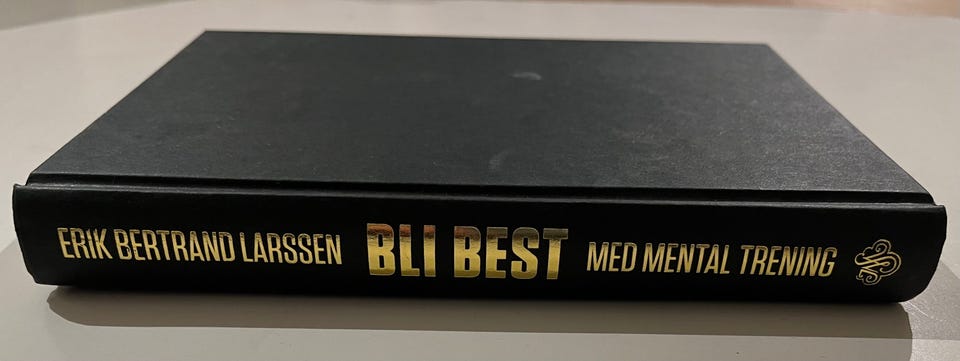 ERIK BERTRAND LARSSEN BLI BEST MED MENTAL TRENING